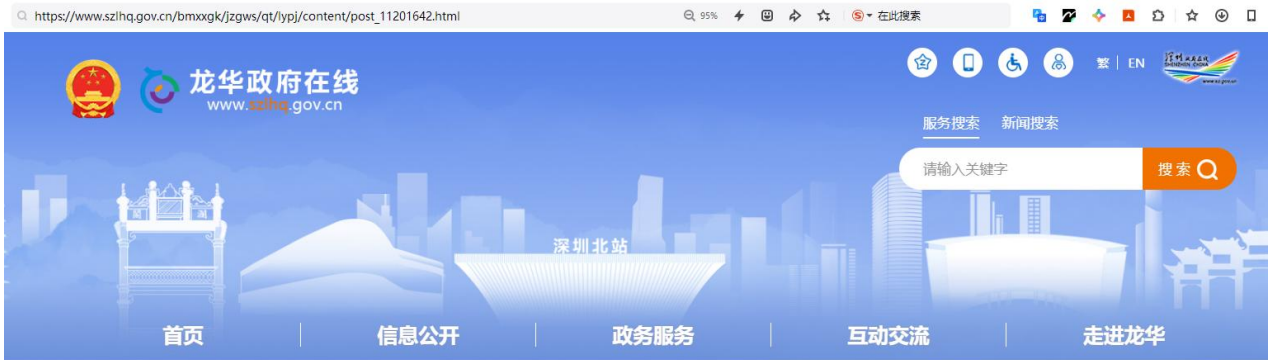 https://www.szlhq.gov.cn/bmxxgk/jzgws/qt/lypj/content/post_11201642.html
95%
在此搜索
龙华政府在线
www.szlhq.gov.cn
繁 | EN
服务搜索 新闻搜索
请输入关键字
搜索
深圳北站
首页 信息公开 政务服务 互动交流 走进龙华